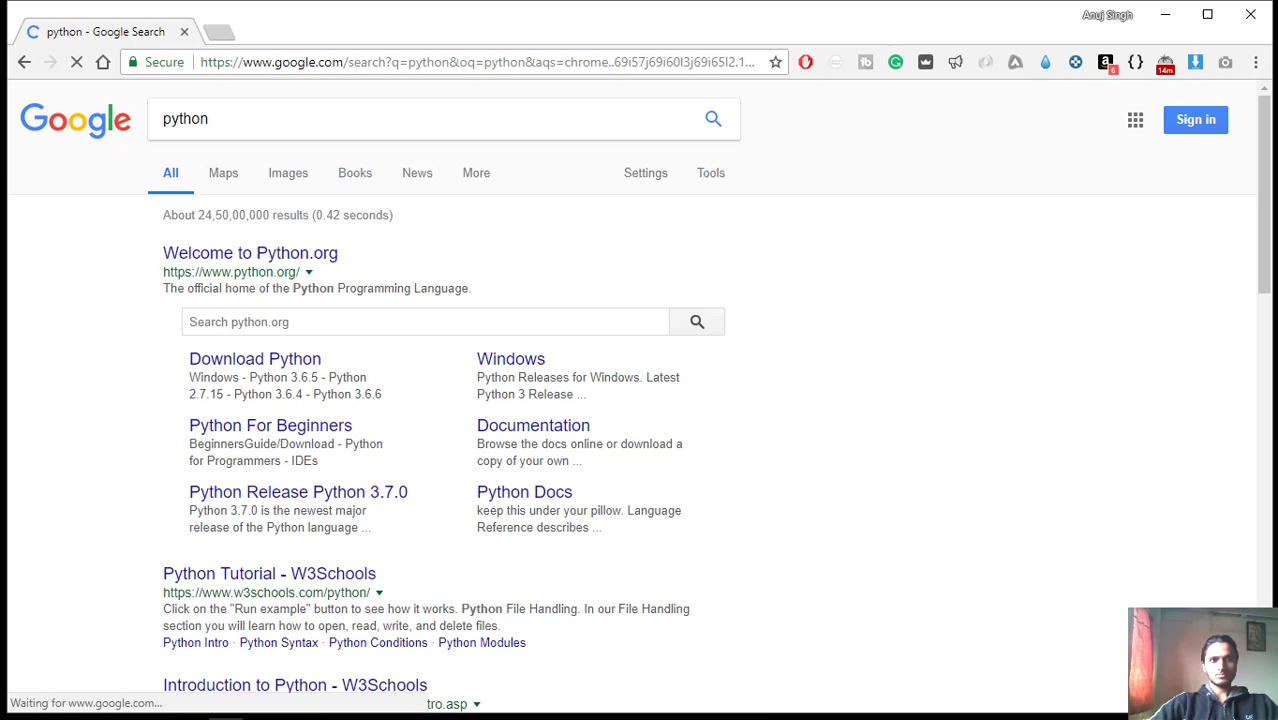 Anuj Singh
python - Google Search
Secure https://www.google.com/search?q=python&oq=python&aqs=chrome..69i57j69i60l3j69i65l2.1...
6
14m
Google
python
Sign in
All Maps Images Books News More Settings Tools
About 24,50,00,000 results (0.42 seconds)
Welcome to Python.org
https://www.python.org/
The official home of the Python Programming Language.
Search python.org
Download Python
Windows - Python 3.6.5 - Python
2.7.15 - Python 3.6.4 - Python 3.6.6
Windows
Python Releases for Windows. Latest
Python 3 Release ...
Python For Beginners
BeginnersGuide/Download - Python
for Programmers - IDEs
Documentation
Browse the docs online or download a
copy of your own ...
Python Release Python 3.7.0
Python 3.7.0 is the newest major
release of the Python language ...
Python Docs
keep this under your pillow. Language
Reference describes ...
Python Tutorial - W3Schools
https://www.w3schools.com/python/
Click on the "Run example" button to see how it works. Python File Handling. In our File Handling
section you will learn how to open, read, write, and delete files.
Python Intro · Python Syntax · Python Conditions · Python Modules
Introduction to Python - W3Schools
tro.asp
Waiting for www.google.com...